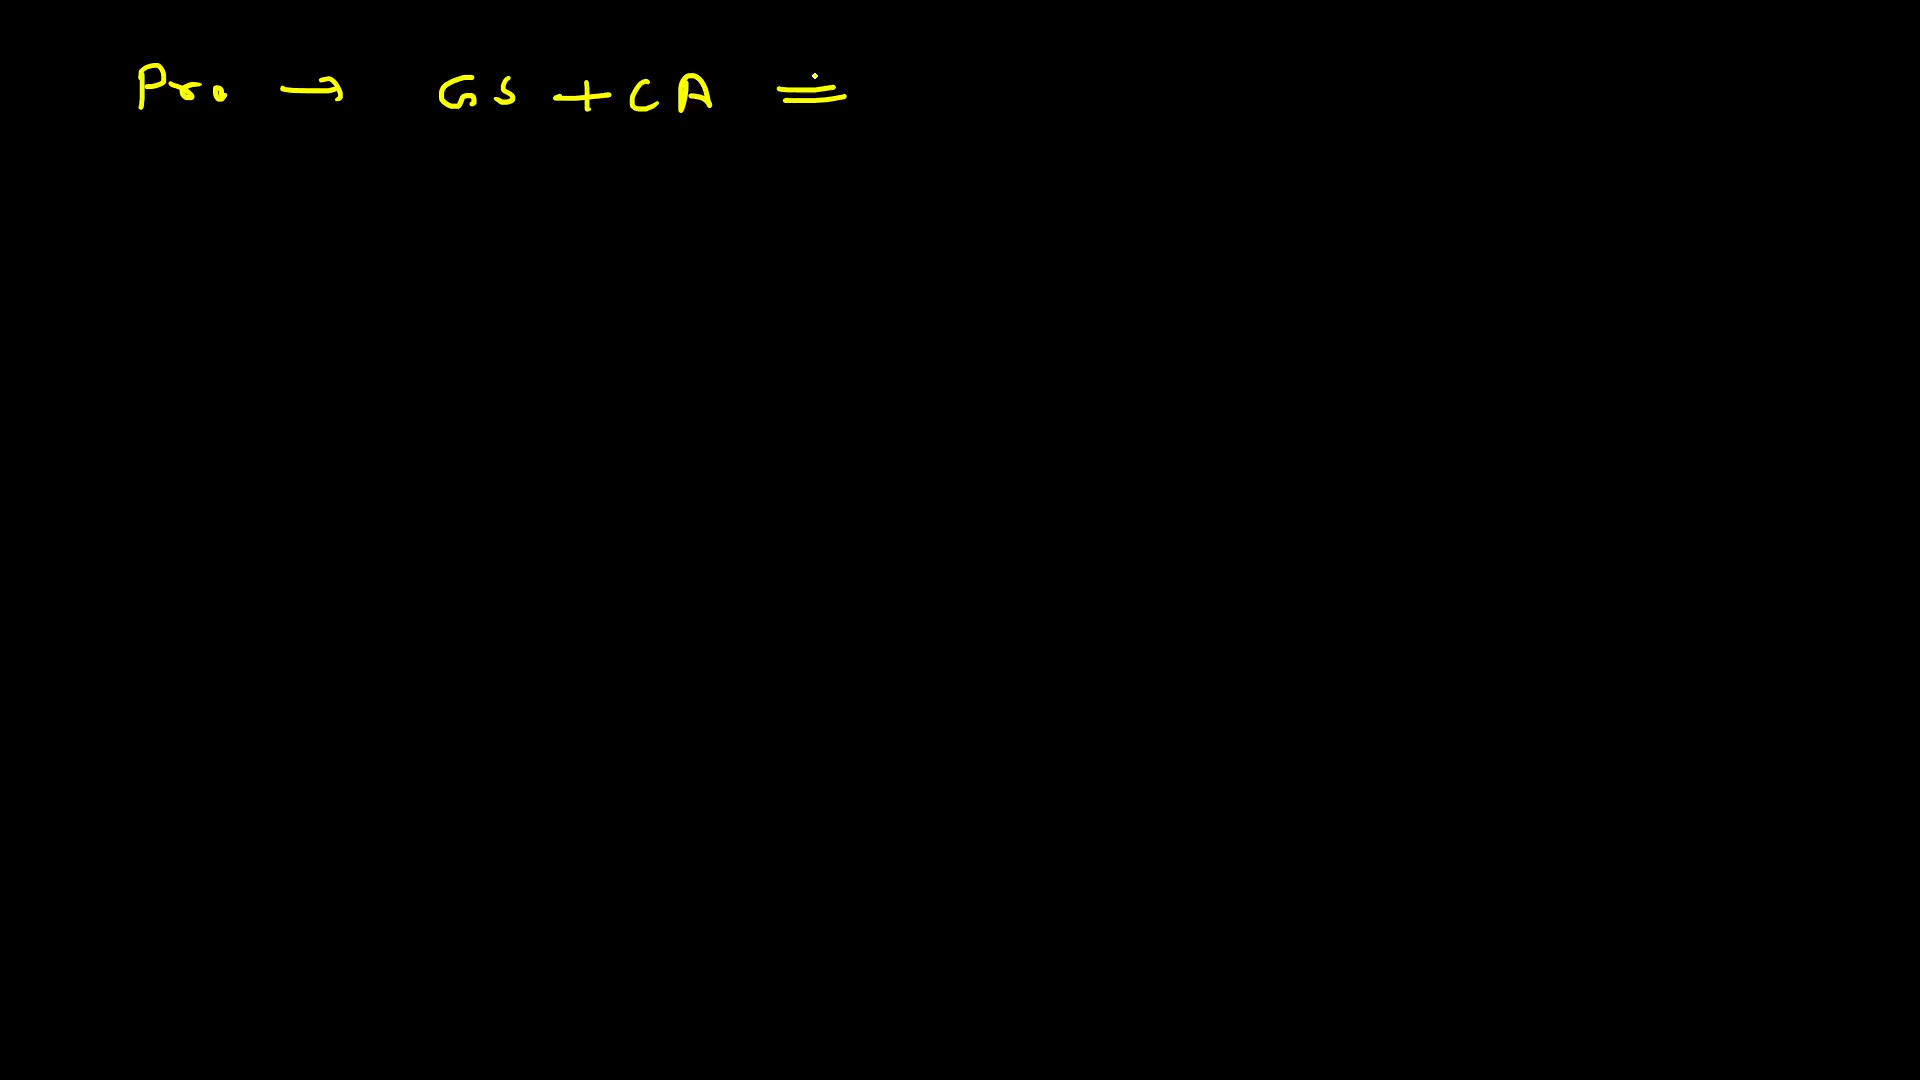 Pro → GS + CA =